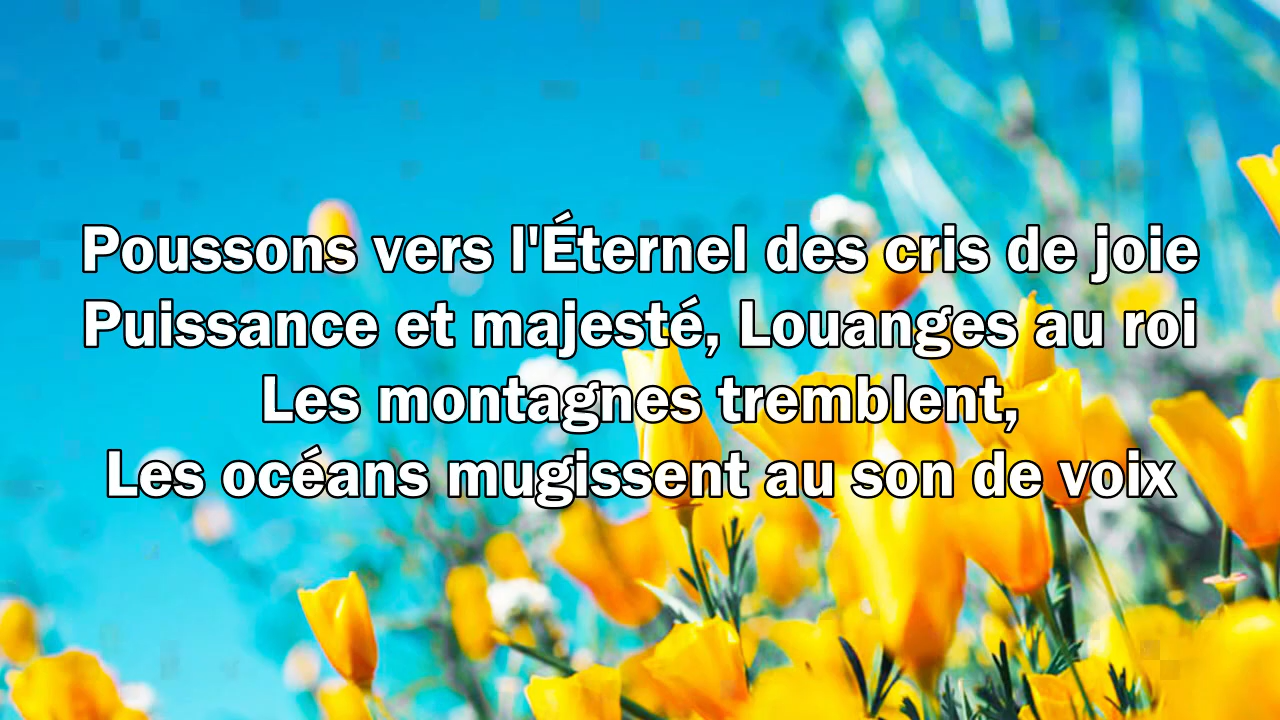 Poussons vers l'Éternel des cris de joie
Puissance et majesté, Louanges au roi
Les montagnes tremblent,
Les océans mugissent au son de voix